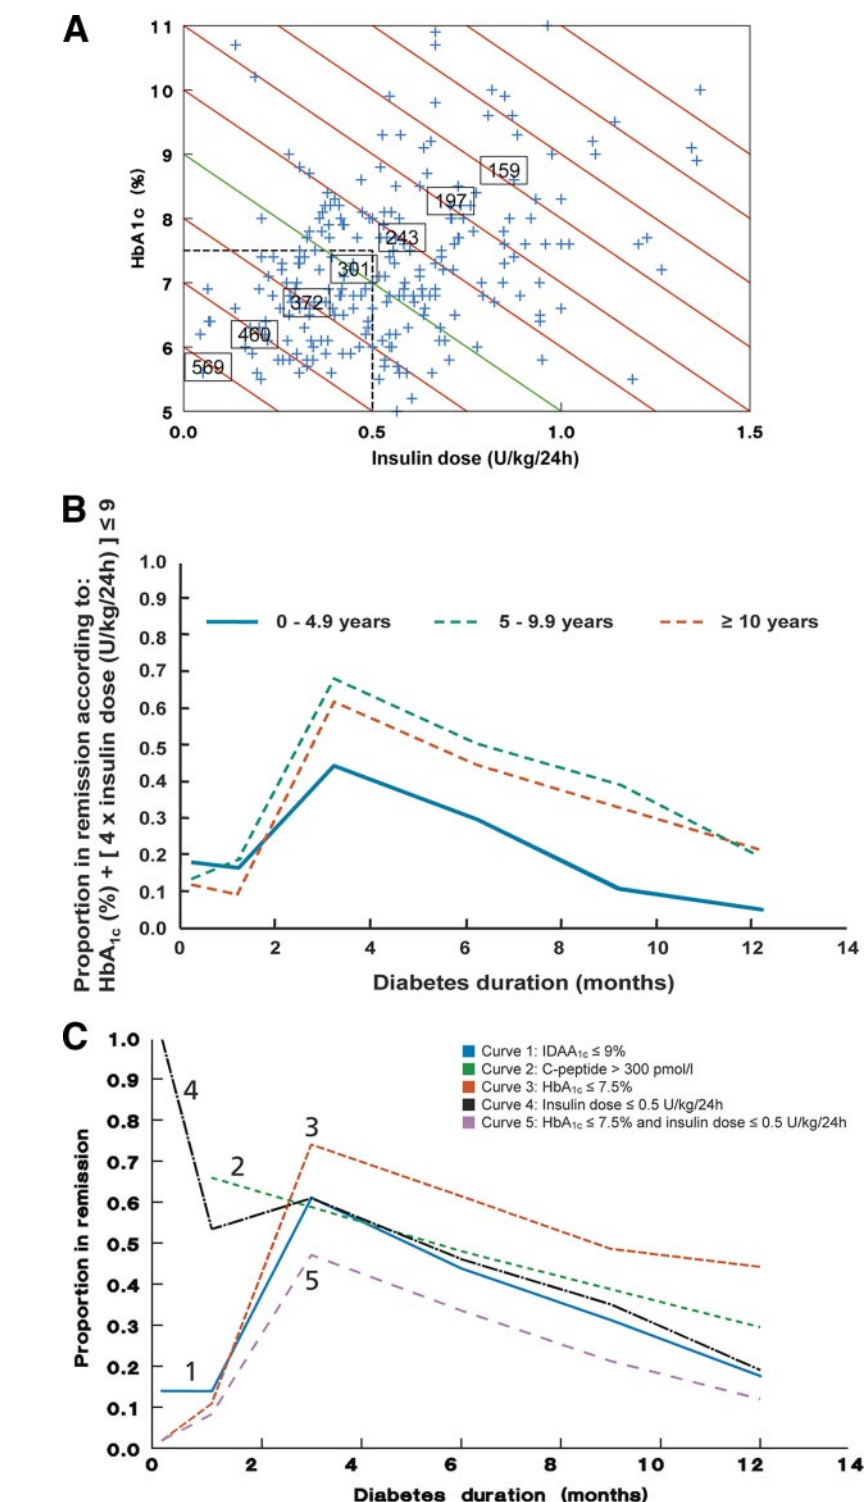 A
11
10
9
8
7
6
5
HbA1c (%)
159
197
243
301
372
460
569
0.0 0.5 1.0 1.5
Insulin dose (U/kg/24h)
B
Proportion in remission according to:
HbA1c (%) + [ 4 x insulin dose (U/kg/24h) ] ≤ 9
1.0
0.9
0.8
0.7
0.6
0.5
0.4
0.3
0.2
0.1
0.0
0 - 4.9 years 5 - 9.9 years ≥ 10 years
0 2 4 6 8 10 12 14
Diabetes duration (months)
C
Proportion in remission
1.0
0.9
0.8
0.7
0.6
0.5
0.4
0.3
0.2
0.1
0.0
Curve 1: IDAA1c ≤ 9%
Curve 2: C-peptide > 300 pmol/l
Curve 3: HbA1c ≤ 7.5%
Curve 4: Insulin dose ≤ 0.5 U/kg/24h
Curve 5: HbA1c ≤ 7.5% and insulin dose ≤ 0.5 U/kg/24h
4
3
2
5
1
0 2 4 6 8 10 12 14
Diabetes duration (months)